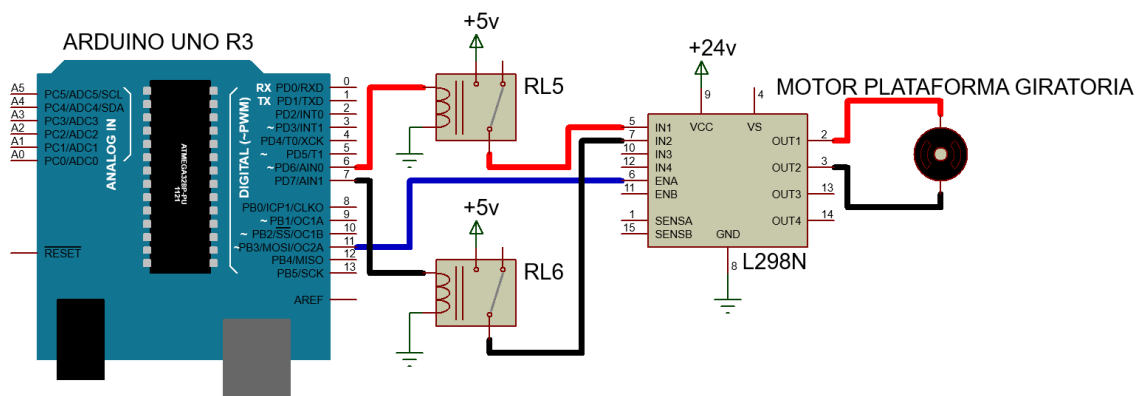 ARDUINO UNO R3
A5
A4
A3
A2
A1
A0
PC5/ADC5/SCL
PC4/ADC4/SDA
PC3/ADC3
PC2/ADC2
PC1/ADC1
PC0/ADC0
RESET
ANALOG IN
ATMEGA328P-PU
1121
DIGITAL (~PWM)
RX PD0/RXD 0
TX PD1/TXD 1
PD2/INT0 2
~ PD3/INT1 3
PD4/T0/XCK 4
~ PD5/T1 5
~ PD6/AIN0 6
PD7/AIN1 7
PB0/ICP1/CLKO 8
~ PB1/OC1A 9
~ PB2/SS/OC1B 10
~ PB3/MOSI/OC2A 11
PB4/MISO 12
PB5/SCK 13
AREF
+5v
RL5
+5v
RL6
+24v
9
4
VCC
VS
5 IN1
7 IN2
10 IN3
12 IN4
6 ENA
11 ENB
1 SENSA
15 SENSB
OUT1 2
OUT2 3
OUT3 13
OUT4 14
GND
8
L298N
MOTOR PLATAFORMA GIRATORIA